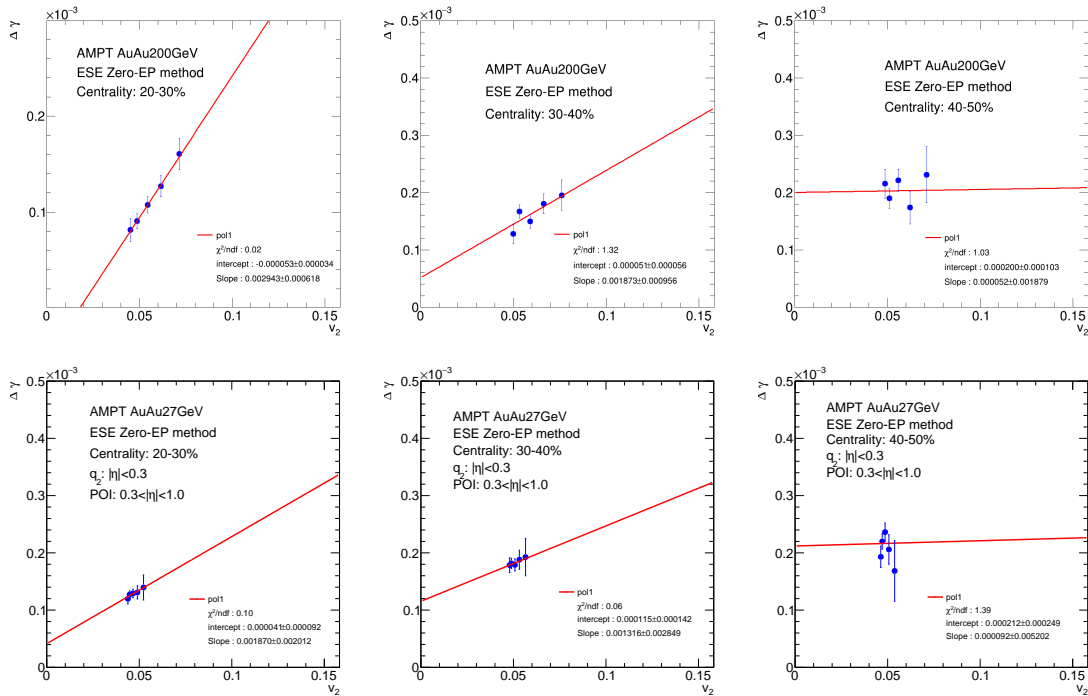 ×10⁻³
Δ γ
AMPT AuAu200GeV
ESE Zero-EP method
Centrality: 20-30%
0.2
0.1
pol1
χ²/ndf : 0.02
intercept : -0.000053±0.000034
Slope : 0.002943±0.000618
0.05 0.1 0.15
v₂
×10⁻³
Δ γ
0.5
AMPT AuAu200GeV
ESE Zero-EP method
Centrality: 30-40%
0.4
0.3
0.2
0.1
pol1
χ²/ndf : 1.32
intercept : 0.000051±0.000056
Slope : 0.001873±0.000956
0
0 0.05 0.1 0.15
v₂
×10⁻³
Δ γ
0.5
AMPT AuAu200GeV
ESE Zero-EP method
Centrality: 40-50%
0.4
0.3
0.2
0.1
pol1
χ²/ndf : 1.03
intercept : 0.000200±0.000103
Slope : 0.000052±0.001879
0
0 0.05 0.1 0.15
v₂
×10⁻³
Δ γ
0.5
AMPT AuAu27GeV
ESE Zero-EP method
Centrality: 20-30%
q₂: |η|<0.3
POI: 0.3<|η|<1.0
0.4
0.3
0.2
0.1
pol1
χ²/ndf : 0.10
intercept : 0.000041±0.000092
Slope : 0.001870±0.002012
0
0 0.05 0.1 0.15
v₂
×10⁻³
Δ γ
0.5
AMPT AuAu27GeV
ESE Zero-EP method
Centrality: 30-40%
q₂: |η|<0.3
POI: 0.3<|η|<1.0
0.4
0.3
0.2
0.1
pol1
χ²/ndf : 0.06
intercept : 0.000115±0.000142
Slope : 0.001316±0.002849
0
0 0.05 0.1 0.15
v₂
×10⁻³
Δ γ
0.5
AMPT AuAu27GeV
ESE Zero-EP method
Centrality: 40-50%
q₂: |η|<0.3
POI: 0.3<|η|<1.0
0.4
0.3
0.2
0.1
pol1
χ²/ndf : 1.39
intercept : 0.000212±0.000249
Slope : 0.000092±0.005202
0
0 0.05 0.1 0.15
v₂